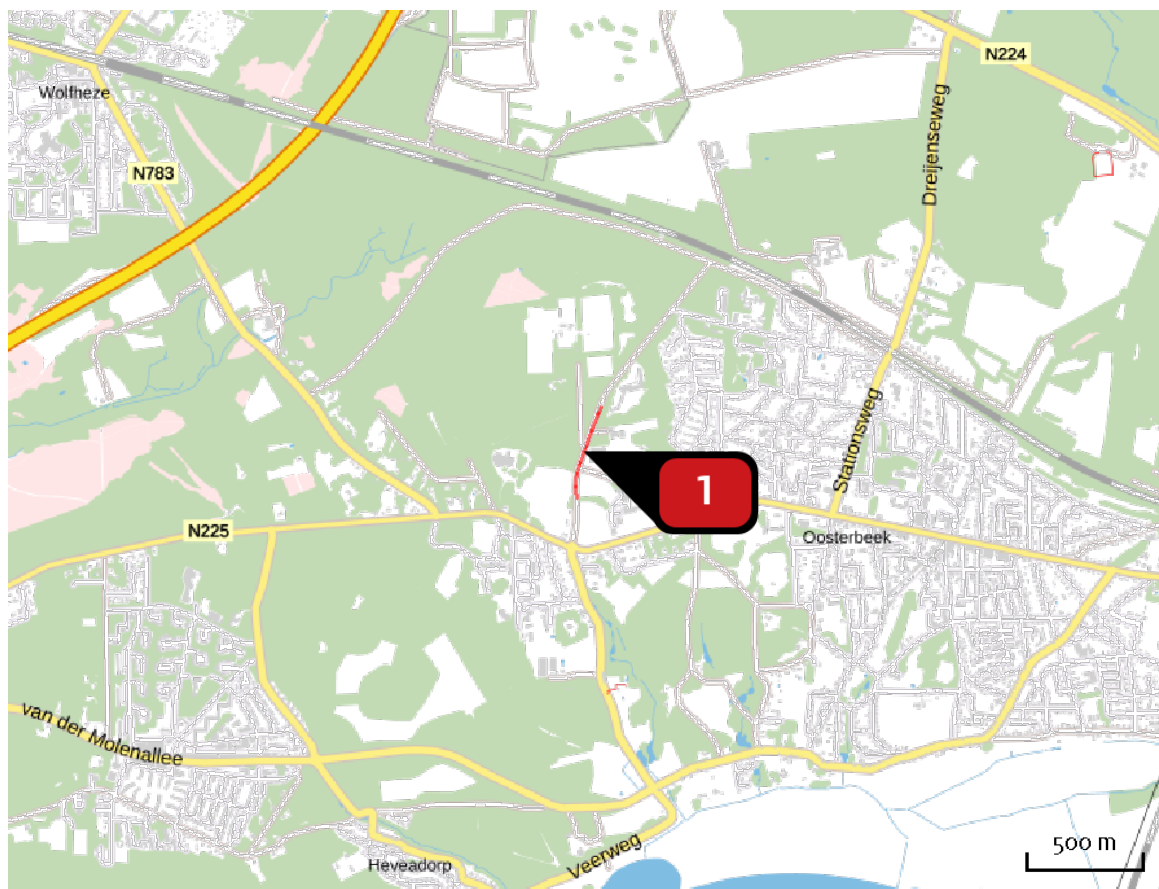 N224
Wolfheze
Dreijenseweg
N783
Stationsweg
1
N225
Oosterbeek
van der Molenallee
500 m
Veerweg
Heveadorp